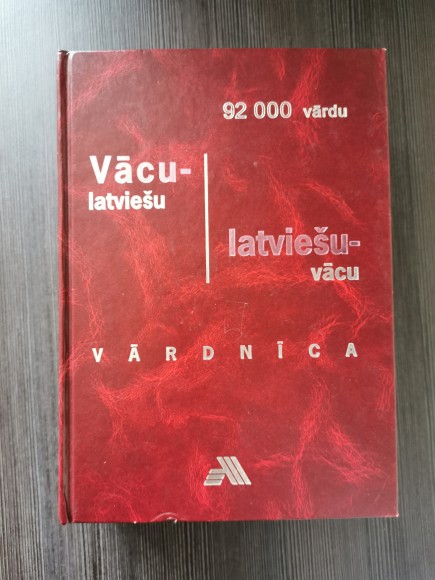 92 000 vārdu
Vācu-
latviešu
latviešu-
vācu
VĀRDNĪCA